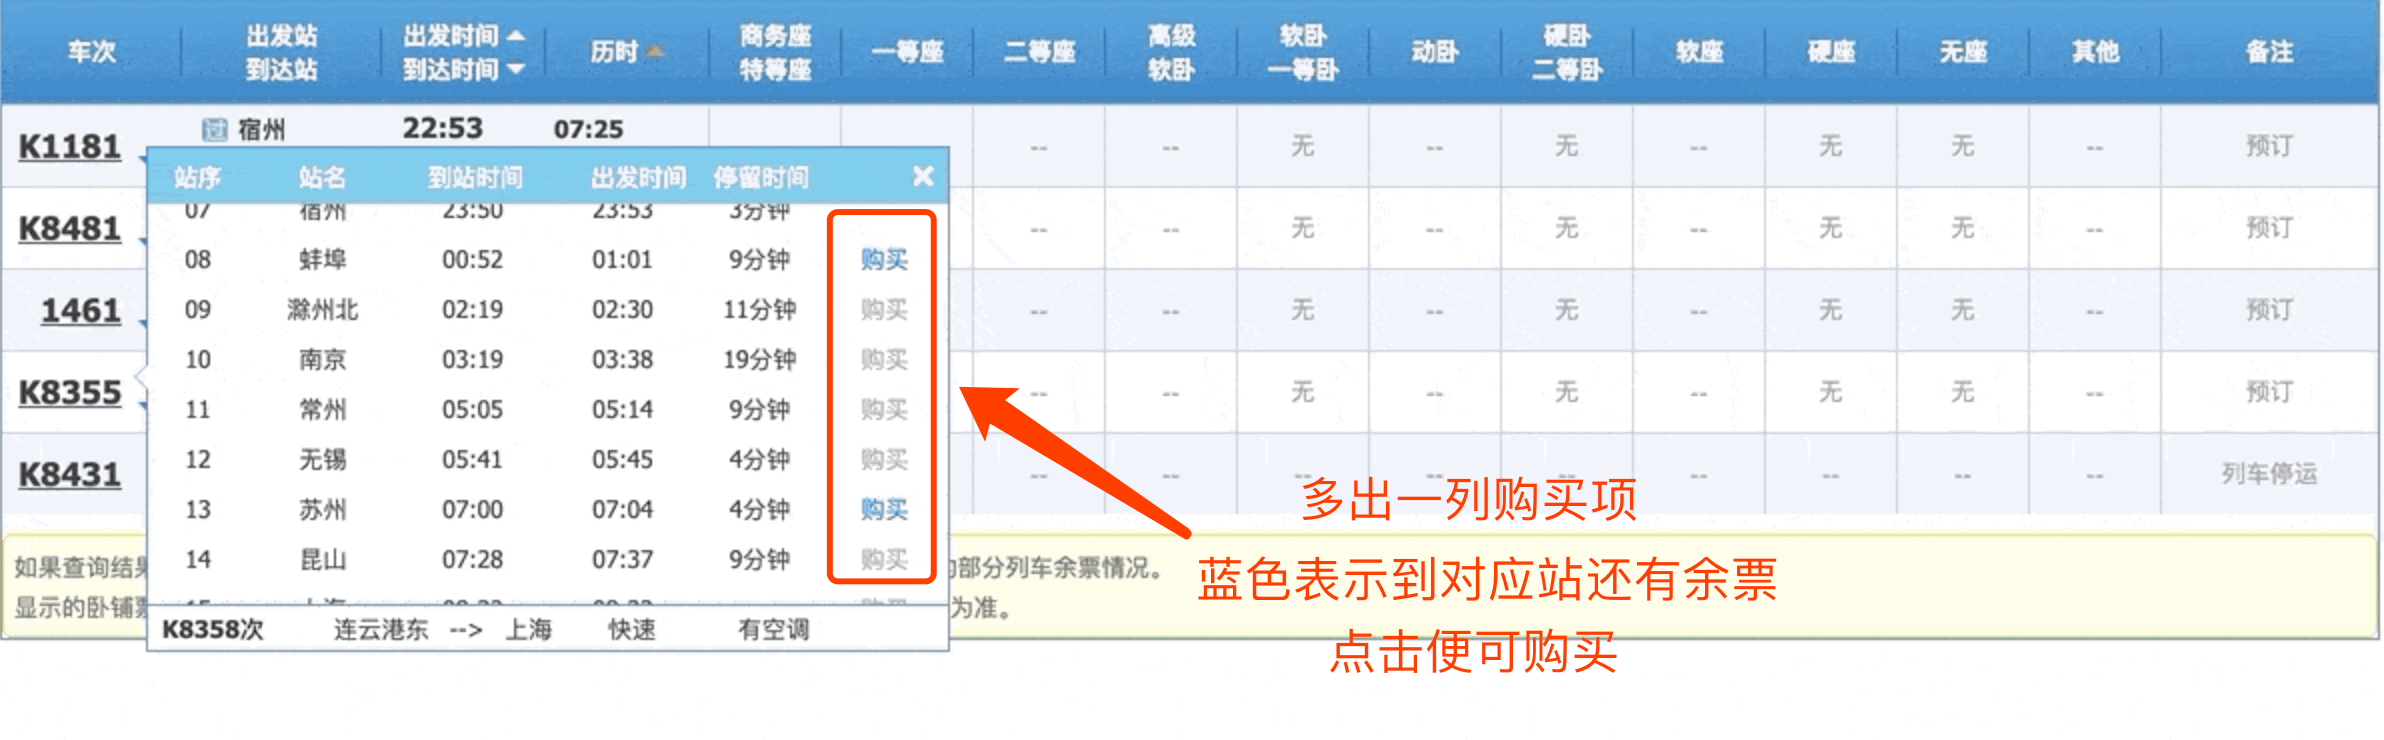 车次 出发站 出发时间 历时 商务座 一等座 二等座 高级 软卧 动卧 硬卧 软座 硬座 无座 其他 备注
到达站 到达时间 特等座 软卧 一等卧 二等卧
K1181 过 宿州 22:53 07:25 -- -- 无 -- 无 -- 无 无 -- 预订
站序 站名 到站时间 出发时间 停留时间 ×
07 宿州 23:50 23:53 3分钟
K8481 -- -- 无 -- 无 -- 无 无 -- 预订
08 蚌埠 00:52 01:01 9分钟 购买
09 滁州北 02:19 02:30 11分钟 购买
1461 -- -- 无 -- 无 -- 无 无 -- 预订
10 南京 03:19 03:38 19分钟 购买
K8355 -- -- 无 -- 无 -- 无 无 -- 预订
11 常州 05:05 05:14 9分钟 购买
12 无锡 05:41 05:45 4分钟 购买
K8431 -- -- -- -- -- -- -- -- -- 列车停运
13 苏州 07:00 07:04 4分钟 购买
14 昆山 07:28 07:37 9分钟 购买
多出一列购买项
蓝色表示到对应站还有余票
点击便可购买
如果查询结果 部分列车余票情况。
显示的卧铺票 为准。
K8358次 连云港东 --> 上海 快速 有空调